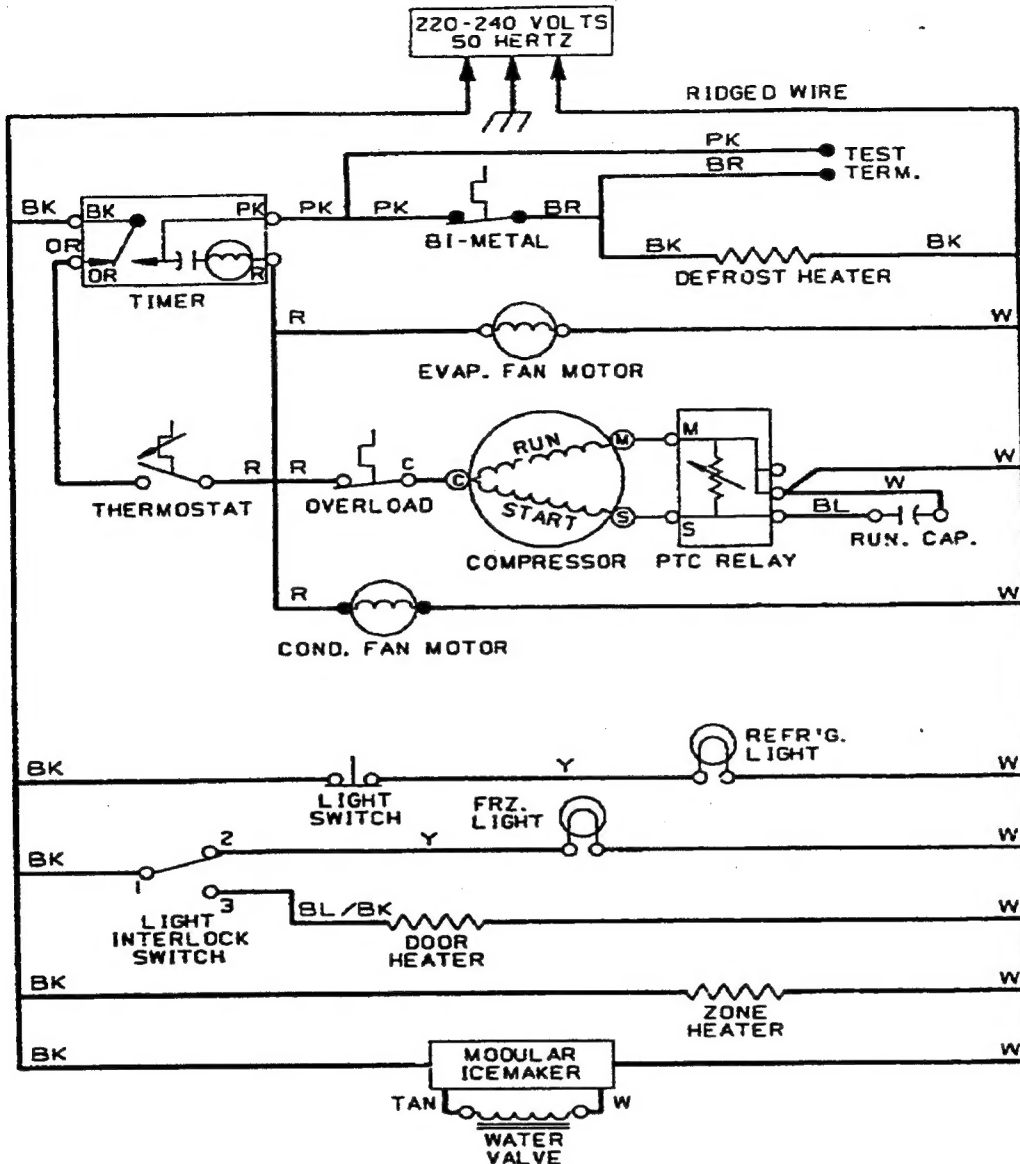 220-240 VOLTS
50 HERTZ
RIDGED WIRE
PK
TEST
BR
TERM.
BK
BK
PK
PK
PK
BR
BI-METAL
OR
OR
R
BK
BK
DEFROST HEATER
TIMER
R
W
EVAP. FAN MOTOR
RUN
M
M
THERMOSTAT
R
R
OVERLOAD
C
C
START
S
S
COMPRESSOR
PTC RELAY
W
W
BL
RUN. CAP.
R
W
COND. FAN MOTOR
REFR'G.
LIGHT
BK
Y
W
LIGHT
SWITCH
FRZ.
LIGHT
BK
1
2
Y
W
3
BL/BK
W
LIGHT
INTERLOCK
SWITCH
DOOR
HEATER
BK
W
ZONE
HEATER
BK
MODULAR
ICEMAKER
W
TAN
W
WATER
VALVE